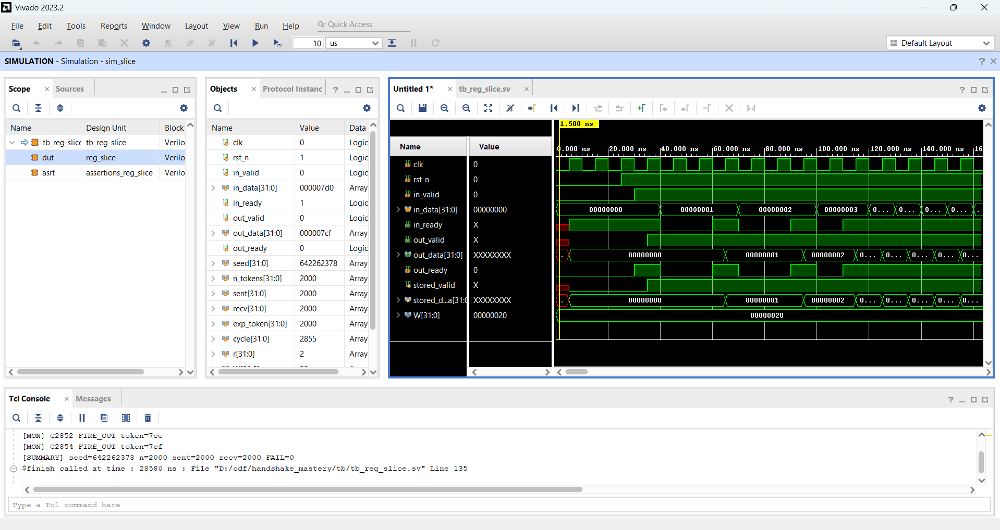 Vivado 2023.2
File Edit Tools Reports Window Layout View Run Help Quick Access
10 us Default Layout
SIMULATION - Simulation - sim_slice
Scope Sources
Name Design Unit Block
tb_reg_slice tb_reg_slice Verilo
dut reg_slice Verilo
asrt assertions_reg_slice Verilo
Objects Protocol Instanc
Name Value Data
clk 0 Logic
rst_n 1 Logic
in_valid 0 Logic
in_data[31:0] 000007d0 Array
in_ready 1 Logic
out_valid 0 Logic
out_data[31:0] 000007cf Array
out_ready 0 Logic
seed[31:0] 642262378 Array
n_tokens[31:0] 2000 Array
sent[31:0] 2000 Array
recv[31:0] 2000 Array
exp_token[31:0] 2000 Array
cycle[31:0] 2855 Array
r[31:0] 2 Array
Untitled 1* tb_reg_slice.sv
1.500 ns
Name Value
0.000 ns 20.000 ns 40.000 ns 60.000 ns 80.000 ns 100.000 ns 120.000 ns 140.000 ns 16
clk 0
rst_n 0
in_valid 0
in_data[31:0] 00000000 00000000 00000001 00000002 00000003 0... 0... 0... 0... .
in_ready X
out_valid X
out_data[31:0] XXXXXXXX . 00000000 00000001 00000002 0... 0... 0... 0... 0...
out_ready 0
stored_valid X
stored_d...a[31:0 XXXXXXXX . 00000000 00000001 00000002 0... 0... 0... 0... 0...
W[31:0] 00000020 00000020
Tcl Console Messages
[MON] C2852 FIRE_OUT token=7ce
[MON] C2854 FIRE_OUT token=7cf
[SUMMARY] seed=642262378 n=2000 sent=2000 recv=2000 FAIL=0
$finish called at time : 28580 ns : File "D:/cdf/handshake_mastery/tb/tb_reg_slice.sv" Line 135
Type a Tcl command here